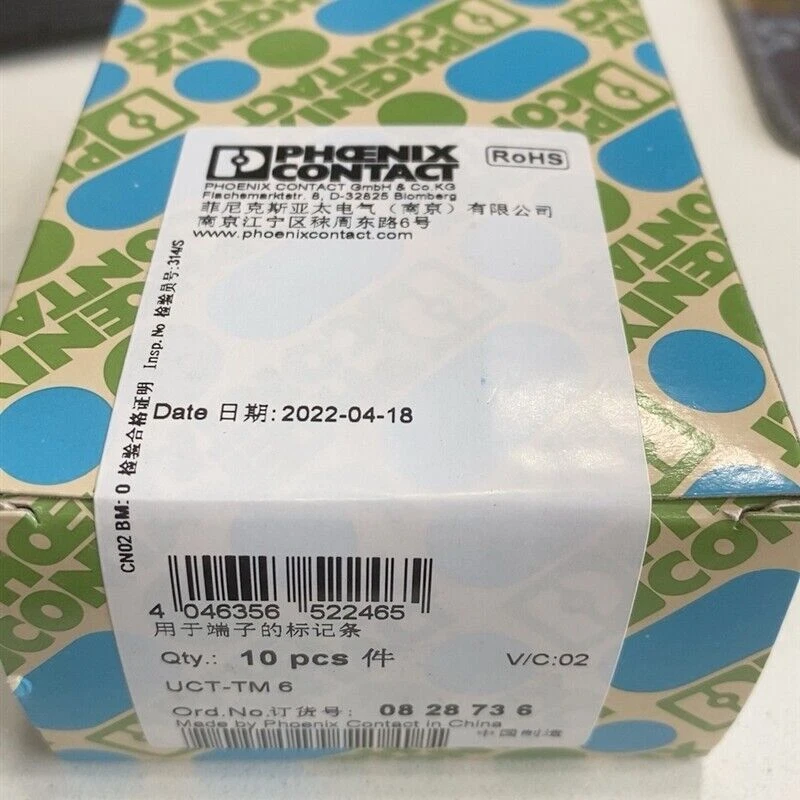 PHOENIX CONTACT
PHOENIX CONTACT
PHOENIX CONTACT
RoHS
PHOENIX CONTACT GmbH & Co.KG
Flachsmarktstr. 8, D-32825 Blomberg
菲尼克斯亚太电气（南京）有限公司
南京江宁区秣周东路6号
www.phoenixcontact.com
CN02 BM: 0 检验合格证明 Insp.No 检验员号:314/S
Date 日期:2022-04-18
4 046356 522465
用于端子的标记条
Qty.: 10 pcs 件 V/C:02
UCT-TM 6
Ord.No.订货号: 08 28 73 6
Made by Phoenix Contact in China
中国制造